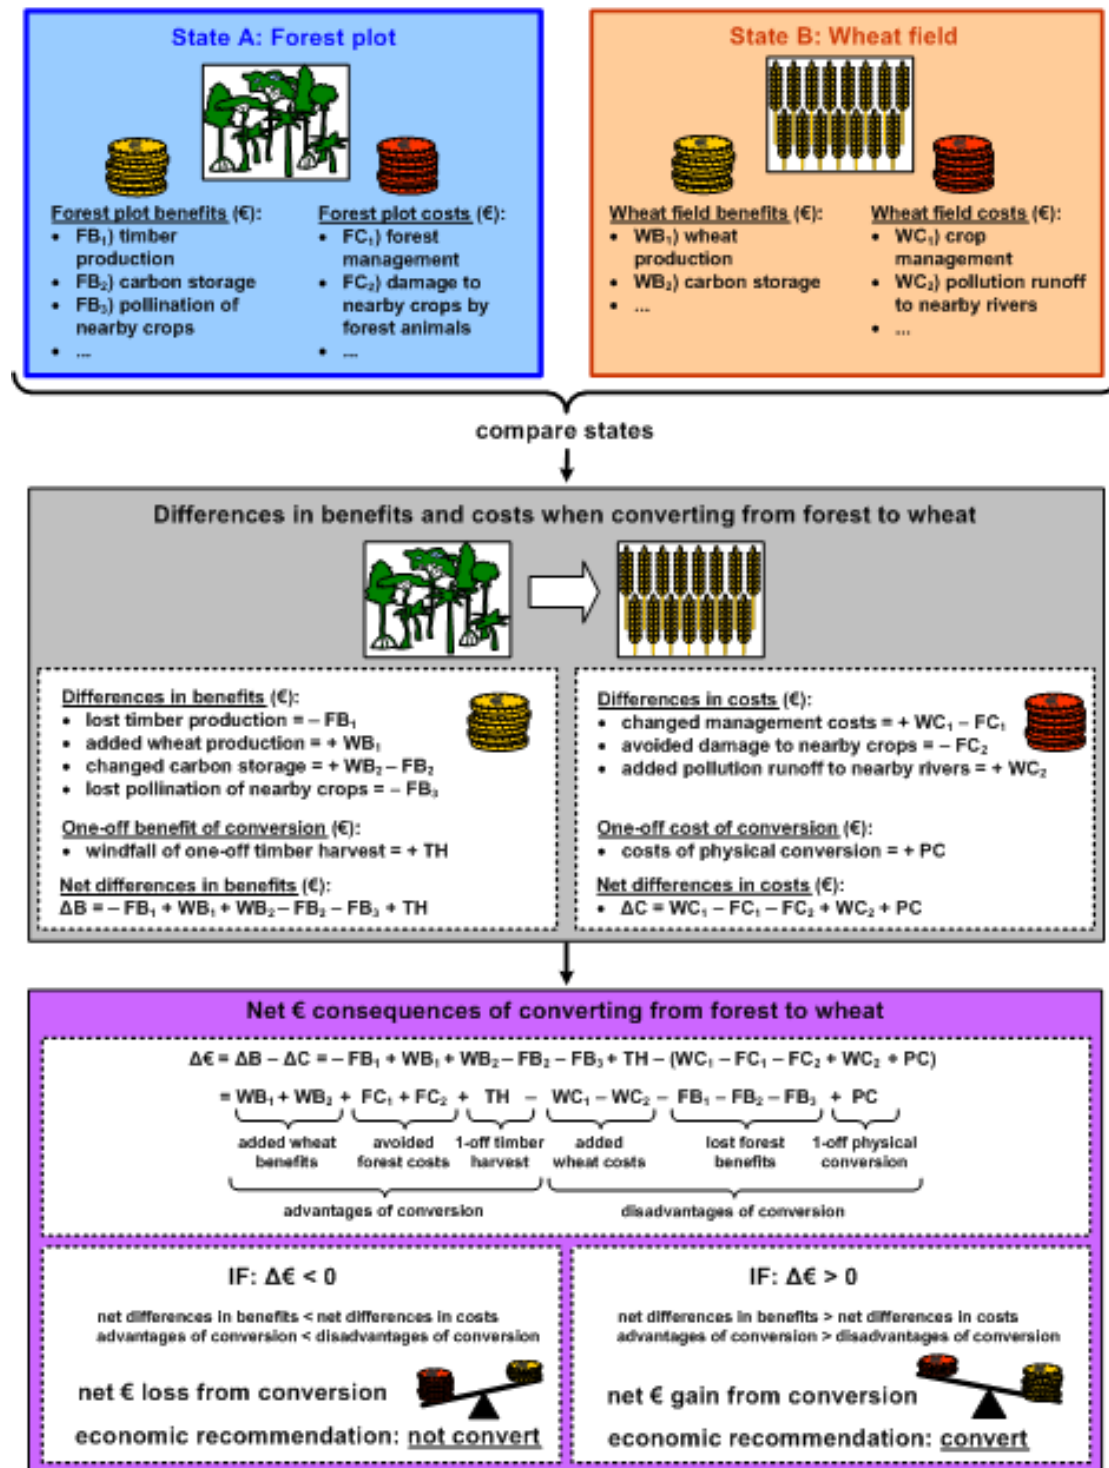 State A: Forest plot
Forest plot benefits (€):
• FB₁) timber
production
• FB₂) carbon storage
• FB₃) pollination of
nearby crops
• ...
Forest plot costs (€):
• FC₁) forest
management
• FC₂) damage to
nearby crops by
forest animals
• ...
State B: Wheat field
Wheat field benefits (€):
• WB₁) wheat
production
• WB₂) carbon storage
• ...
Wheat field costs (€):
• WC₁) crop
management
• WC₂) pollution runoff
to nearby rivers
• ...
compare states
Differences in benefits and costs when converting from forest to wheat
Differences in benefits (€):
• lost timber production = – FB₁
• added wheat production = + WB₁
• changed carbon storage = + WB₂ – FB₂
• lost pollination of nearby crops = – FB₃
One-off benefit of conversion (€):
• windfall of one-off timber harvest = + TH
Net differences in benefits (€):
ΔB = – FB₁ + WB₁ + WB₂ – FB₂ – FB₃ + TH
Differences in costs (€):
• changed management costs = + WC₁ – FC₁
• avoided damage to nearby crops = – FC₂
• added pollution runoff to nearby rivers = + WC₂
One-off cost of conversion (€):
• costs of physical conversion = + PC
Net differences in costs (€):
• ΔC = WC₁ – FC₁ – FC₂ + WC₂ + PC
Net € consequences of converting from forest to wheat
Δ€ = ΔB – ΔC = – FB₁ + WB₁ + WB₂ – FB₂ – FB₃ + TH – (WC₁ – FC₁ – FC₂ + WC₂ + PC)
= WB₁ + WB₂ + FC₁ + FC₂ + TH – WC₁ – WC₂ – FB₁ – FB₂ – FB₃ + PC
added wheat
benefits
avoided
forest costs
1-off timber
harvest
added
wheat costs
lost forest
benefits
1-off physical
conversion
advantages of conversion
disadvantages of conversion
IF: Δ€ < 0
net differences in benefits < net differences in costs
advantages of conversion < disadvantages of conversion
net € loss from conversion
economic recommendation: not convert
IF: Δ€ > 0
net differences in benefits > net differences in costs
advantages of conversion > disadvantages of conversion
net € gain from conversion
economic recommendation: convert